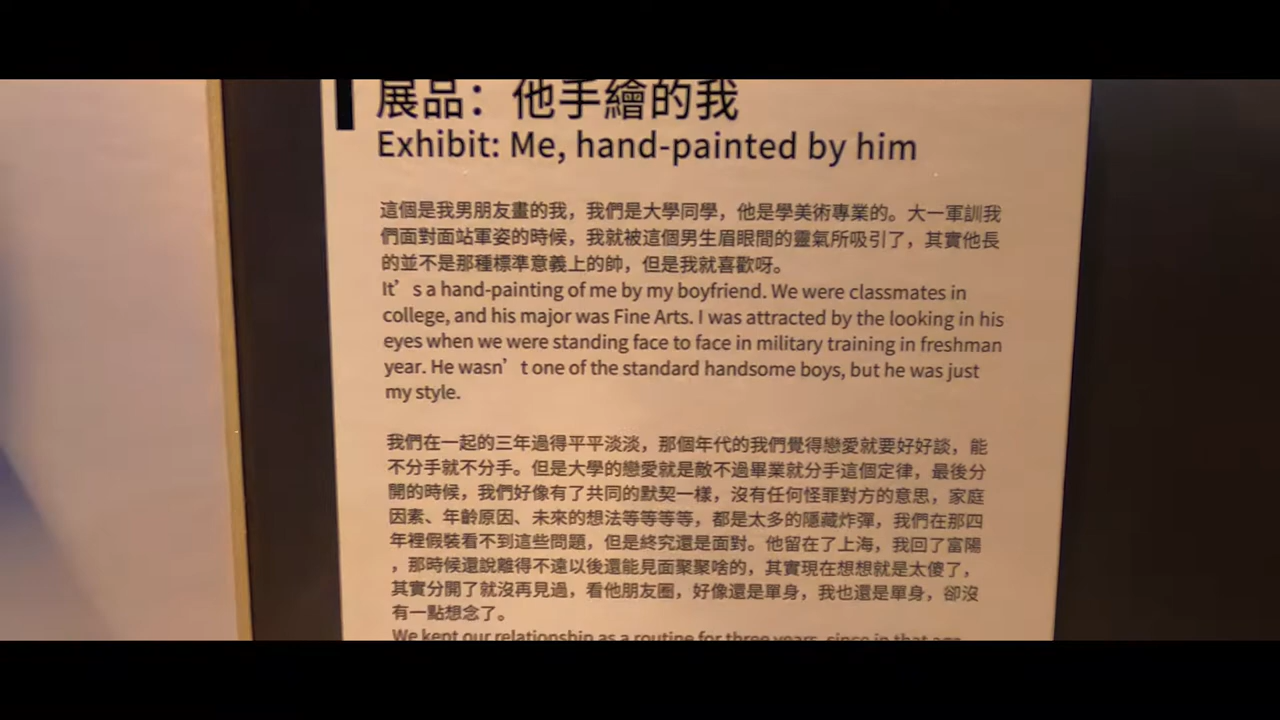 展品：他手繪的我
Exhibit: Me, hand-painted by him
這個是我男朋友畫的我，我們是大學同學，他是學美術專業的。大一軍訓我
們面對面站軍姿的時候，我就被這個男生眉眼間的靈氣所吸引了，其實他長
的並不是那種標準意義上的帥，但是我就喜歡呀。
It’s a hand-painting of me by my boyfriend. We were classmates in
college, and his major was Fine Arts. I was attracted by the looking in his
eyes when we were standing face to face in military training in freshman
year. He wasn’t one of the standard handsome boys, but he was just
my style.
我們在一起的三年過得平平淡淡，那個年代的我們覺得戀愛就要好好談，能
不分手就不分手。但是大學的戀愛就是敵不過畢業就分手這個定律，最後分
開的時候，我們好像有了共同的默契一樣，沒有任何怪罪對方的意思，家庭
因素、年齡原因、未來的想法等等等等，都是太多的隱藏炸彈，我們在那四
年裡假裝看不到這些問題，但是終究還是面對。他留在了上海，我回了富陽
，那時候還說離得不遠以後還能見面聚聚啥的，其實現在想想就是太傻了，
其實分開了就沒再見過，看他朋友圈，好像還是單身，我也還是單身，卻沒
有一點想念了。
We kept our relationship as a routine for three years, since in that age